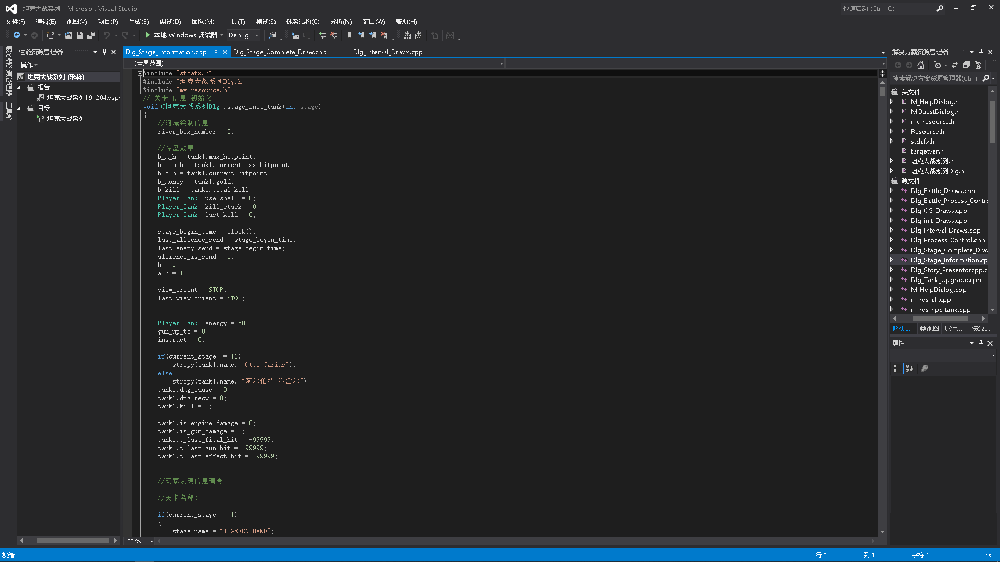 坦克大战系列 - Microsoft Visual Studio
快速启动 (Ctrl+Q)
文件(F) 编辑(E) 视图(V) 项目(P) 生成(B) 调试(D) 团队(M) 工具(T) 测试(S) 体系结构(C) 分析(N) 窗口(W) 帮助(H)
本地 Windows 调试器 Debug
服务器资源管理器
工具箱
性能资源管理器
操作
坦克大战系列 (采样)
报告
坦克大战系列191204.vsp
目标
坦克大战系列
Dlg_Stage_Information.cpp Dlg_Stage_Complete_Draw.cpp Dlg_Interval_Draws.cpp
(全局范围)
#include "stdafx.h"
#include "坦克大战系列Dlg.h"
#include "my_resource.h"
// 关卡 信息 初始化
void C坦克大战系列Dlg::stage_init_tank(int stage)
{
//河流绘制信息
river_box_number = 0;
//存盘效果
b_m_h = tank1.max_hitpoint;
b_c_m_h = tank1.current_max_hitpoint;
b_c_h = tank1.current_hitpoint;
b_money = tank1.gold;
b_kill = tank1.total_kill;
Player_Tank::use_shell = 0;
Player_Tank::kill_stack = 0;
Player_Tank::last_kill = 0;
stage_begin_time = clock();
last_allience_send = stage_begin_time;
last_enemy_send = stage_begin_time;
allience_is_send = 0;
h = 1;
a_h = 1;
view_orient = STOP;
last_view_orient = STOP;
Player_Tank::energy = 50;
gun_up_to = 0;
instruct = 0;
if(current_stage != 11)
strcpy(tank1.name, "Otto Carius");
else
strcpy(tank1.name, "阿尔伯特 科舍尔");
tank1.dmg_cause = 0;
tank1.dmg_recv = 0;
tank1.kill = 0;
tank1.is_engine_damage = 0;
tank1.is_gun_damage = 0;
tank1.t_last_fital_hit = -99999;
tank1.t_last_gun_hit = -99999;
tank1.t_last_effect_hit = -99999;
//玩家表现信息清零
//关卡名称:
if(current_stage == 1)
{
stage_name = "I GREEN HAND";
100 %
解决方案资源管理器
搜索解决方案资源管理器(Ctrl+
头文件
M_HelpDialog.h
MQuestDialog.h
my_resource.h
Resource.h
stdafx.h
targetver.h
坦克大战系列.h
坦克大战系列Dlg.h
源文件
Dlg_Battle_Draws.cpp
Dlg_Battle_Process_Contro
Dlg_CG_Draws.cpp
Dlg_init_Draws.cpp
Dlg_Interval_Draws.cpp
Dlg_Process_Control.cpp
Dlg_Stage_Complete_Draw
Dlg_Stage_Information.cp
Dlg_Story_Presentorcpp.c
Dlg_Tank_Upgrade.cpp
M_HelpDialog.cpp
m_res_all.cpp
m_res_npc_tank.cpp
解决... 类视图 属性... 资源...
属性
就绪 行 1 列 1 字符 1 Ins